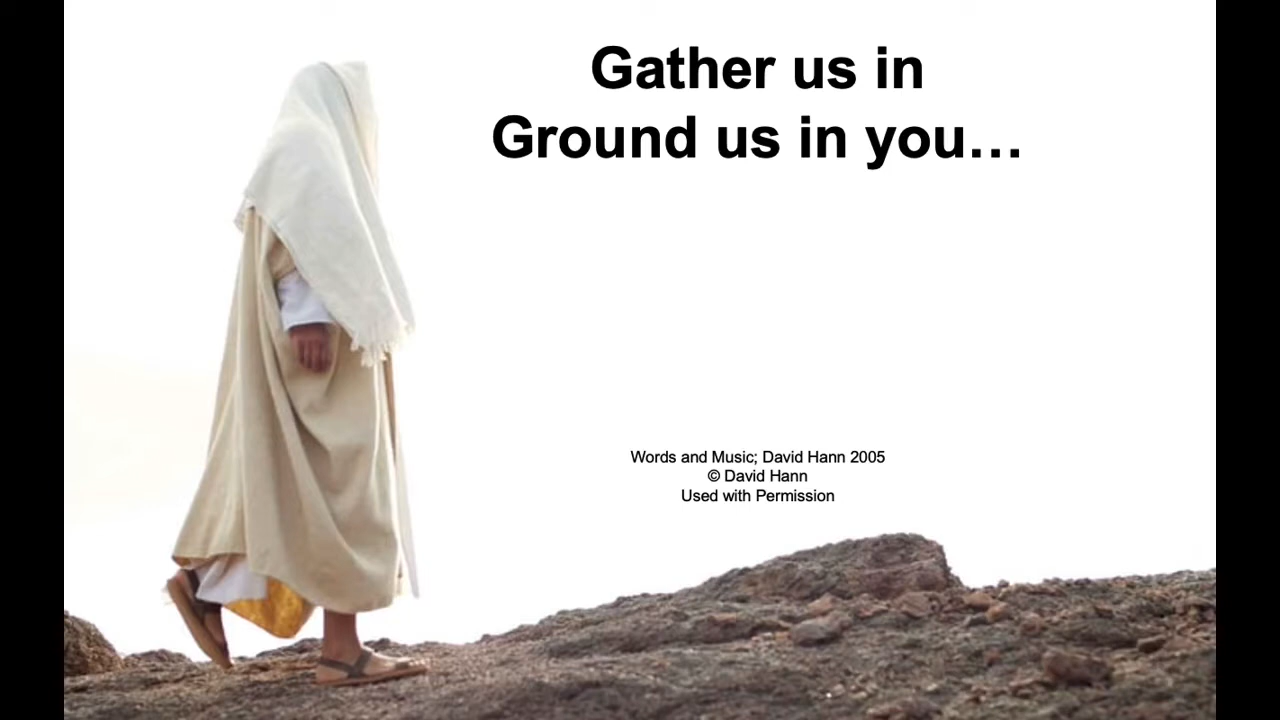 Gather us in
Ground us in you…
Words and Music; David Hann 2005
© David Hann
Used with Permission